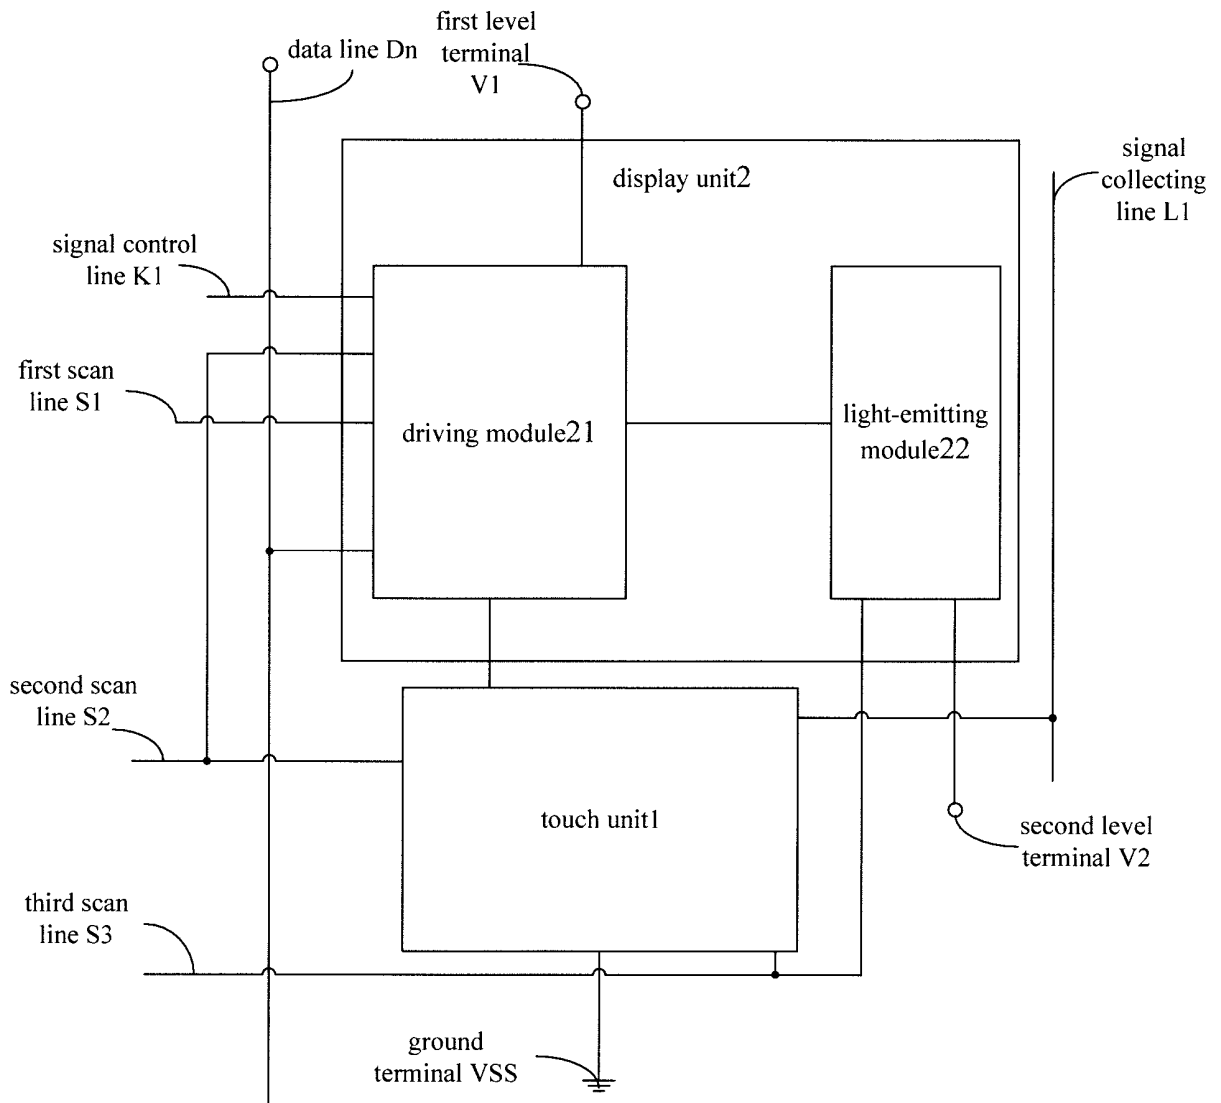 first level
terminal
V1
data line Dn
display unit2
signal
collecting
line L1
signal control
line K1
first scan
line S1
driving module21
light-emitting
module22
second scan
line S2
touch unit1
second level
terminal V2
third scan
line S3
ground
terminal VSS